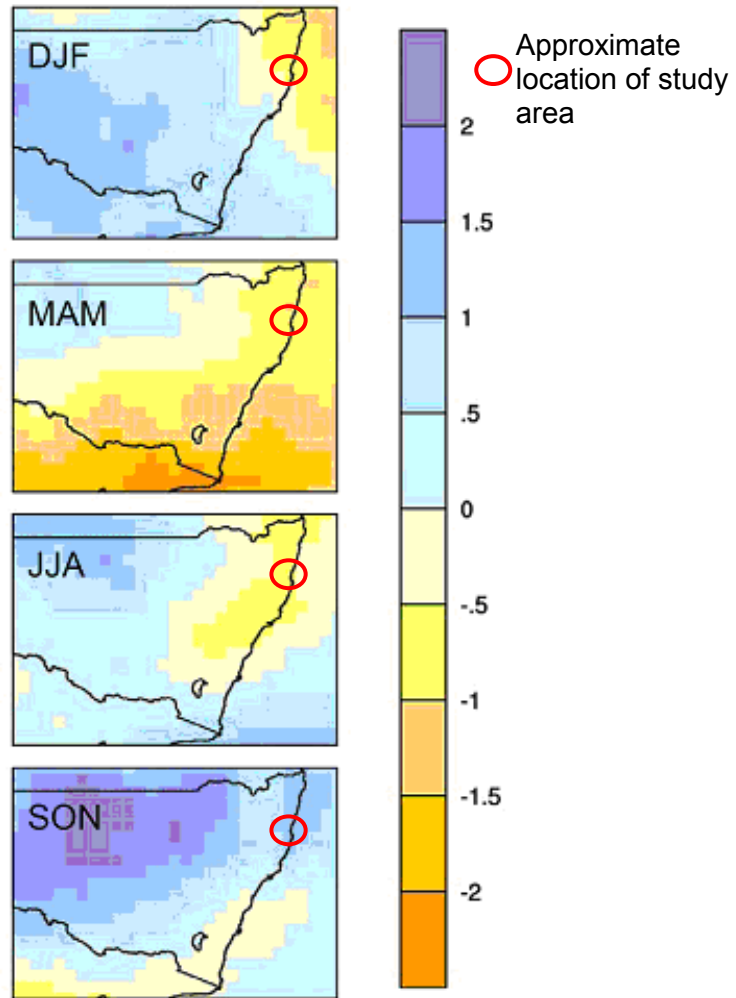 DJF
MAM
JJA
SON
2
1.5
1
.5
0
-.5
-1
-1.5
-2
Approximate
location of study
area